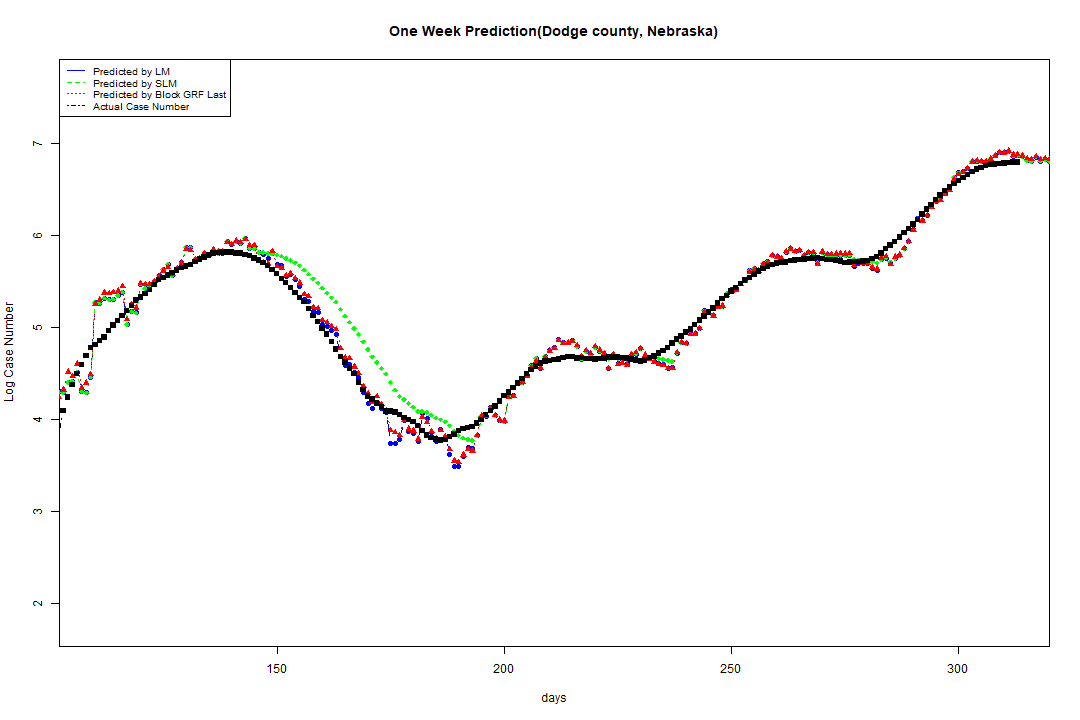 One Week Prediction(Dodge county, Nebraska)
Predicted by LM
Predicted by SLM
Predicted by Block GRF Last
Actual Case Number
7
6
5
4
3
2
Log Case Number
150 200 250 300
days